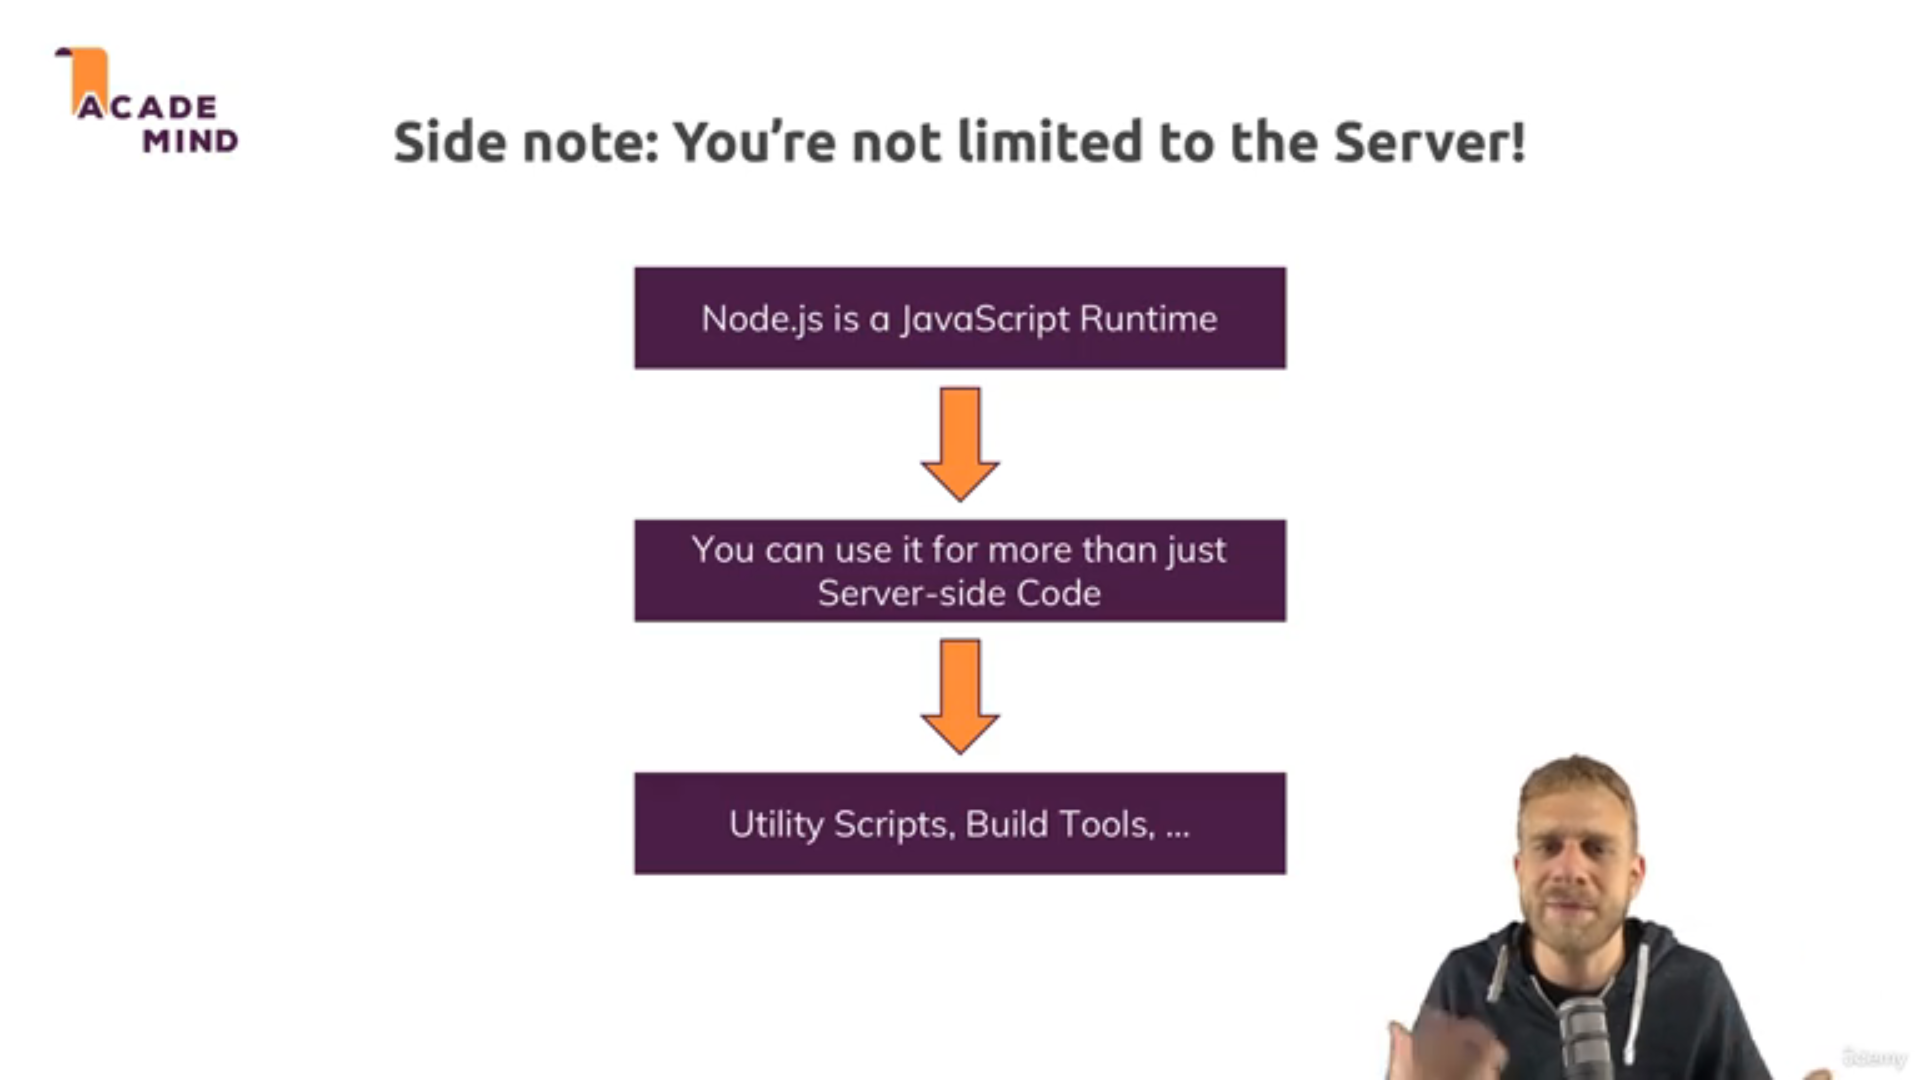 ACADE
MIND
Side note: You're not limited to the Server!
Node.js is a JavaScript Runtime
You can use it for more than just
Server-side Code
Utility Scripts, Build Tools, ...
ûdemy